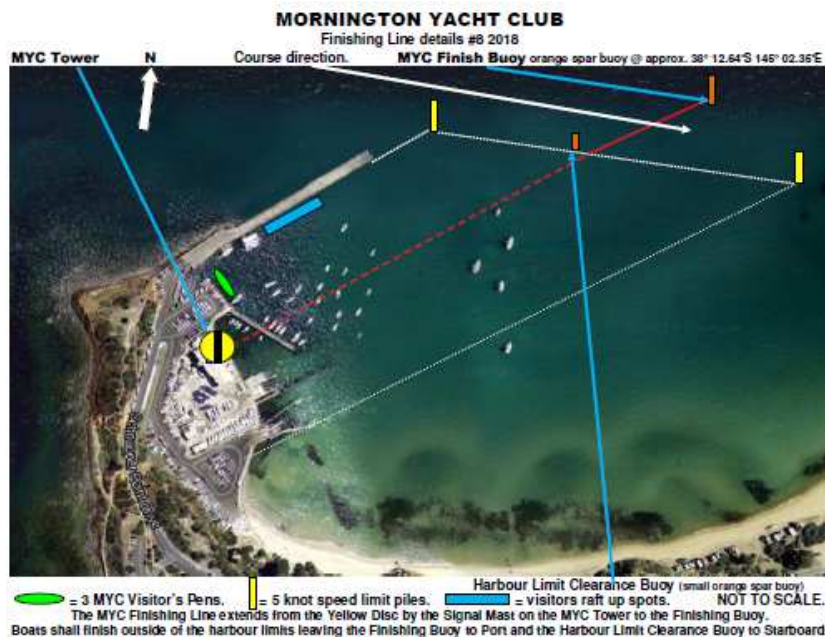 MORNINGTON YACHT CLUB
Finishing Line details #8 2018
MYC Tower N Course direction. MYC Finish Buoy orange spar buoy @ approx. 38° 12.64'S 145° 02.35'E
Harbour Limit Clearance Buoy (small orange spar buoy)
= 3 MYC Visitor's Pens. = 5 knot speed limit piles. = visitors raft up spots. NOT TO SCALE.
The MYC Finishing Line extends from the Yellow Disc by the Signal Mast on the MYC Tower to the Finishing Buoy.
Boats shall finish outside of the harbour limits leaving the Finishing Buoy to Port and the Harbour Limit Clearance Buoy to Starboard